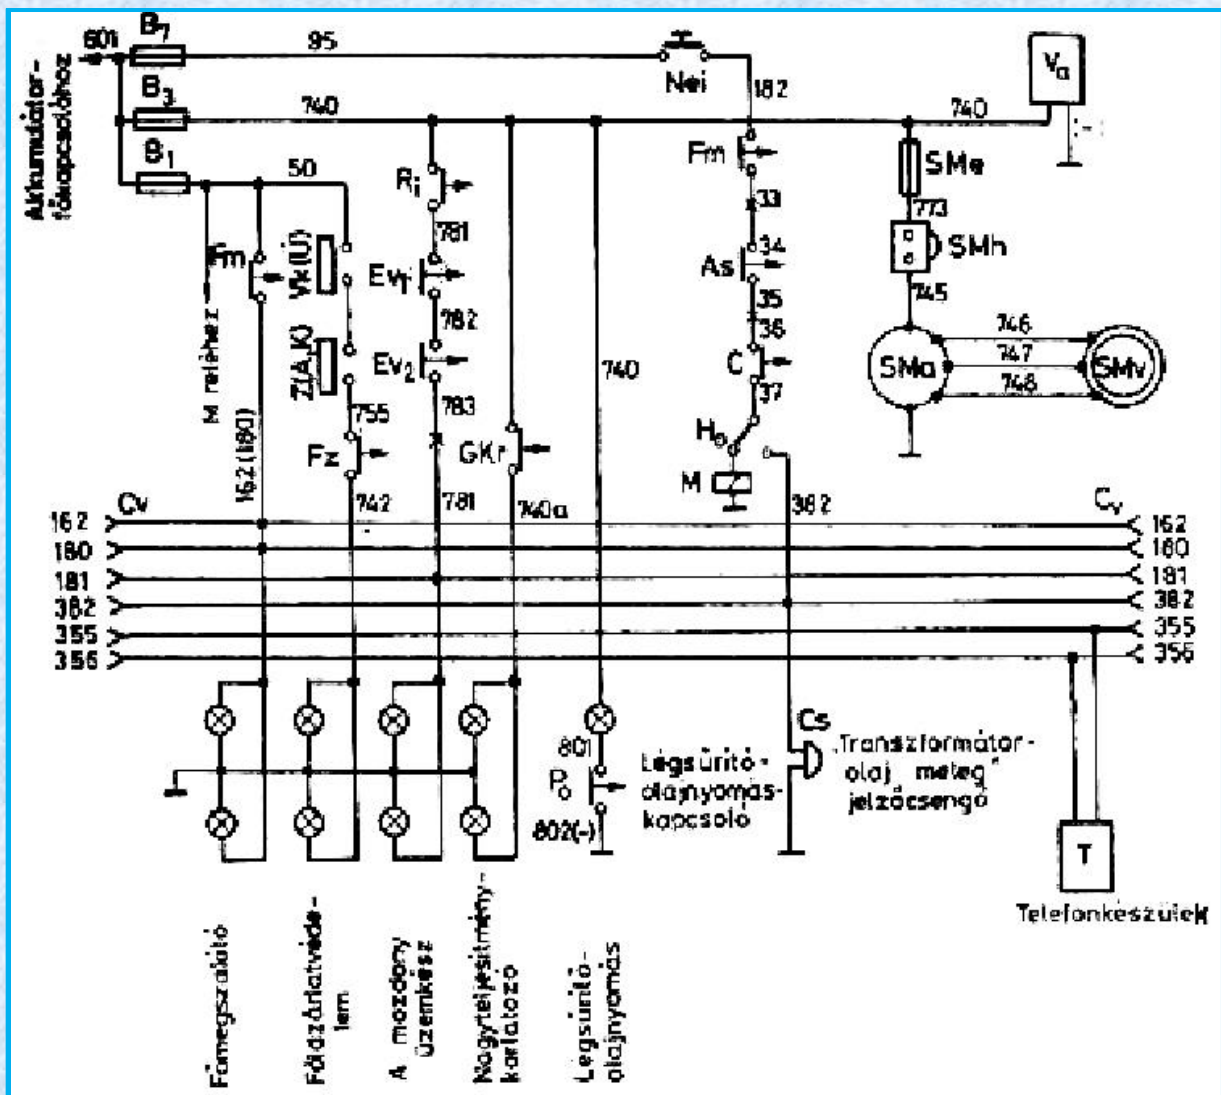 601
B7
95
Nei
182
Va
(-)
Akkumulátor-
főkapcsolóhoz
B3
740
740
Fm
SMe
50
Ri
33
773
781
34
SMh
Fm
Vk(Ü)
Ev1
As
35
745
M reléhez
782
36
746
Z(A,K)
Ev2
740
C
SMa
747
SMv
37
748
783
755
162(180)
Fz
GKr
Ho
M
742
781
740a
382
Cv
Cv
162
162
180
180
181
181
382
382
355
355
356
356
801
Po
802(-)
Légsűrítő-
olajnyomás-
kapcsoló
Cs
"Transzformátor-
olaj meleg"
jelzőcsengő
T
Telefonkészülék
Főmegszakító
Földzárlatvéde-
lem
A mozdony
üzemkész
Nagyteljesítmény-
korlátozó
Légsűrítő-
olajnyomás